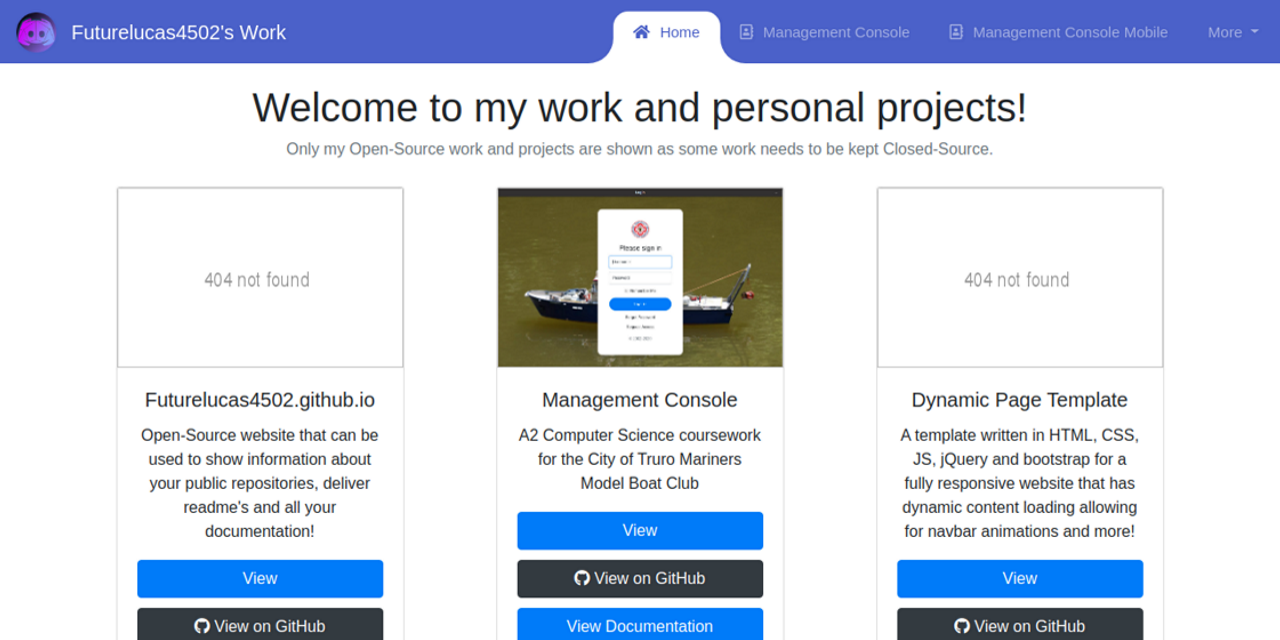 Futurelucas4502's Work
Home
Management Console
Management Console Mobile
More
Welcome to my work and personal projects!
Only my Open-Source work and projects are shown as some work needs to be kept Closed-Source.
404 not found
Futurelucas4502.github.io
Open-Source website that can be
used to show information about
your public repositories, deliver
readme's and all your
documentation!
View
View on GitHub
Please sign in
Password
Management Console
A2 Computer Science coursework
for the City of Truro Mariners
Model Boat Club
View
View on GitHub
View Documentation
404 not found
Dynamic Page Template
A template written in HTML, CSS,
JS, jQuery and bootstrap for a
fully responsive website that has
dynamic content loading allowing
for navbar animations and more!
View
View on GitHub